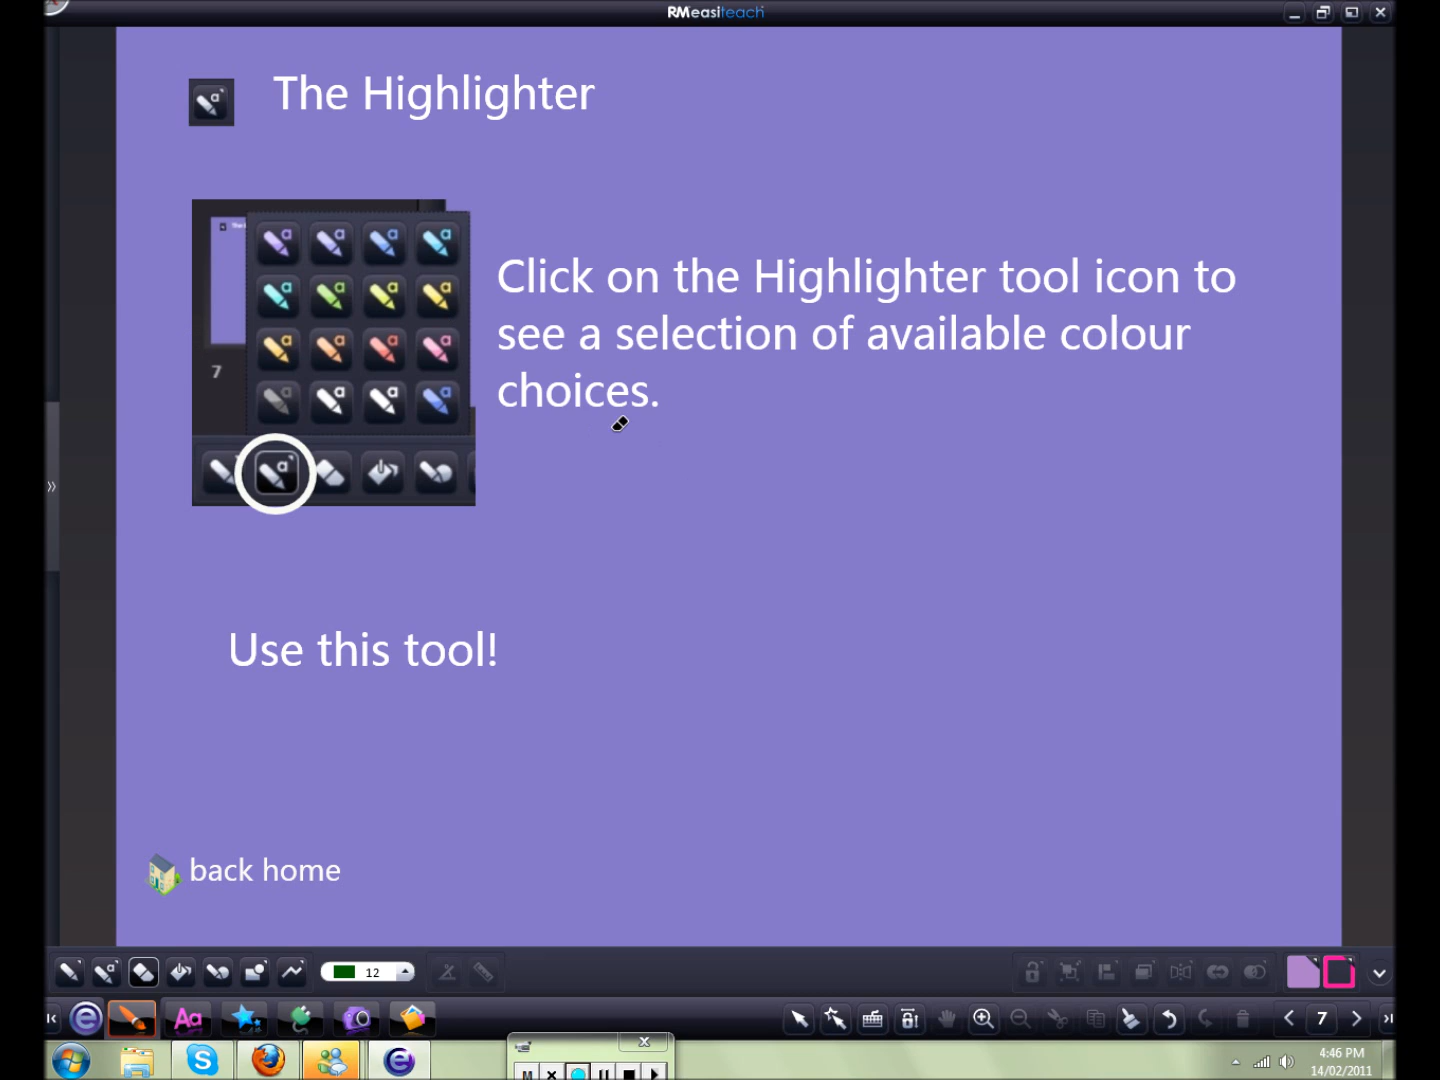 RMeasiteach
The Highlighter
Click on the Highlighter tool icon to
see a selection of available colour
choices.
7
Use this tool!
back home
12
Aa
7
M
4:46 PM
14/02/2011